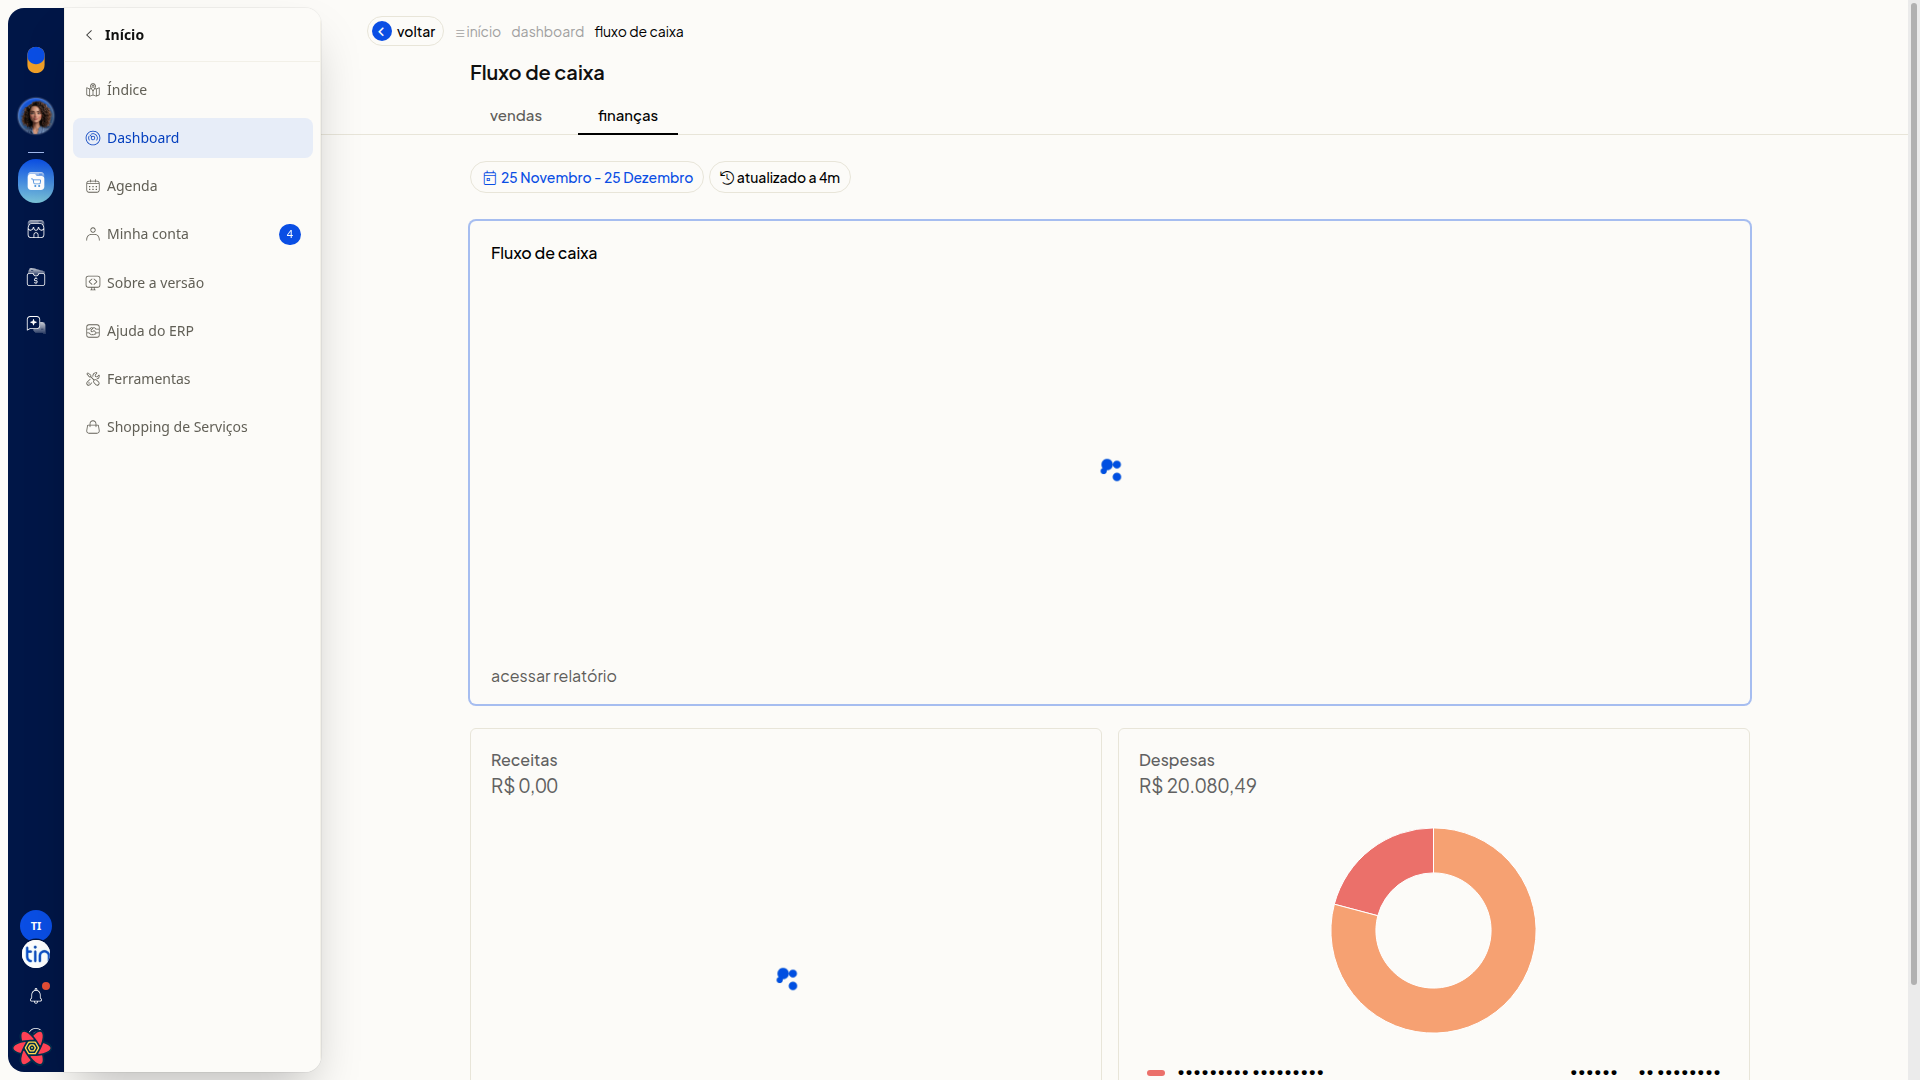 Início
Índice
Dashboard
Agenda
Minha conta 4
Sobre a versão
Ajuda do ERP
Ferramentas
Shopping de Serviços
TI
tin
voltar início dashboard fluxo de caixa
Fluxo de caixa
vendas finanças
25 Novembro - 25 Dezembro atualizado a 4m
Fluxo de caixa
acessar relatório
Receitas
R$ 0,00
Despesas
R$ 20.080,49